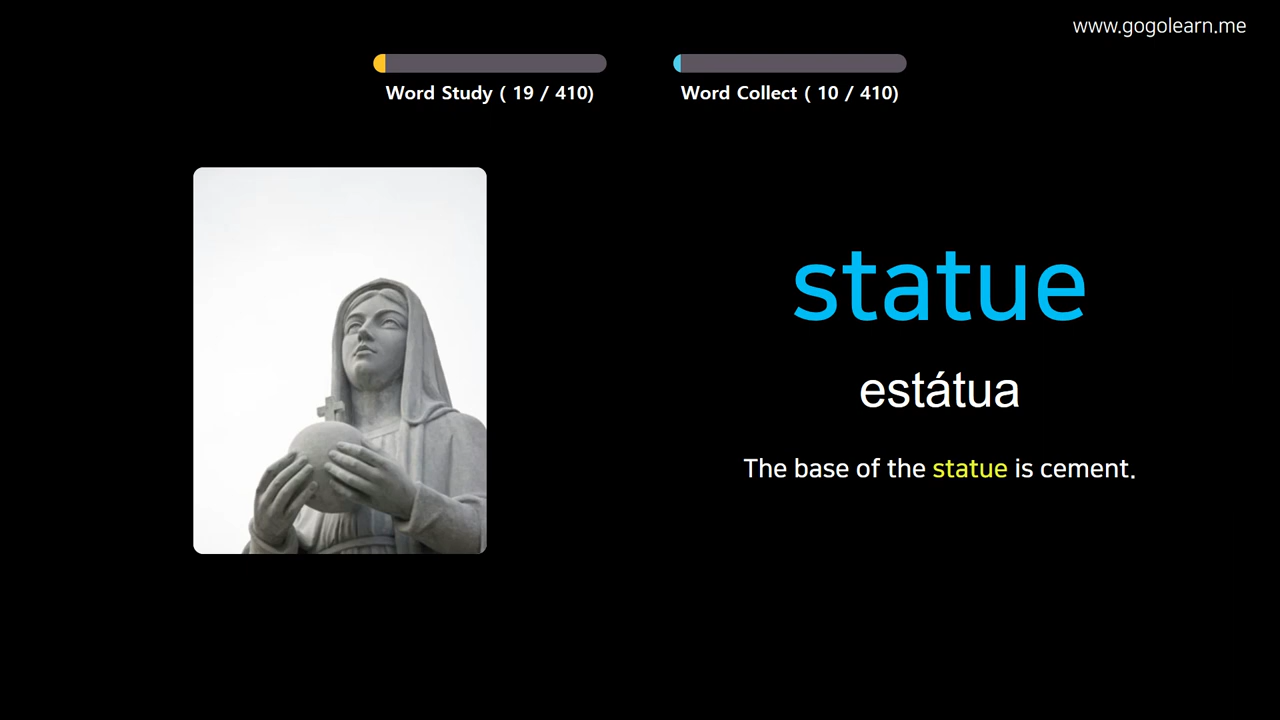 www.gogolearn.me
Word Study ( 19 / 410)
Word Collect ( 10 / 410)
statue
estátua
The base of the statue is cement.